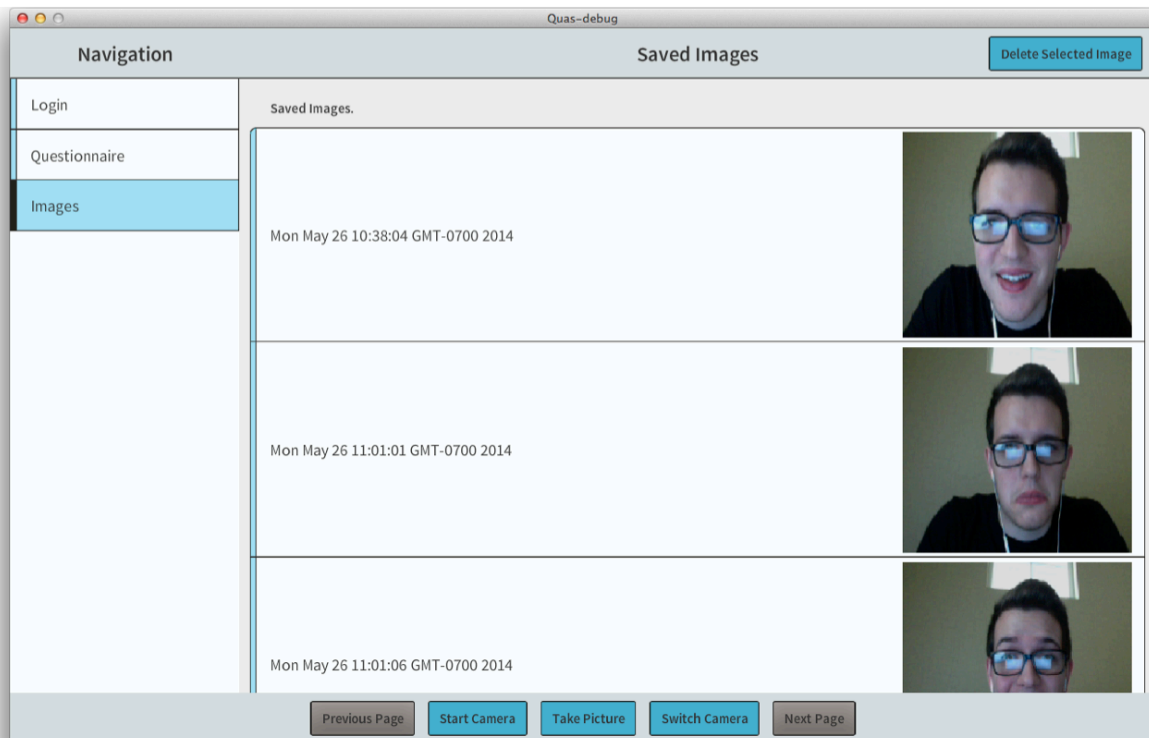 Quas-debug
Navigation
Saved Images
Delete Selected Image
Login
Questionnaire
Images
Saved Images.
Mon May 26 10:38:04 GMT-0700 2014
Mon May 26 11:01:01 GMT-0700 2014
Mon May 26 11:01:06 GMT-0700 2014
Previous Page
Start Camera
Take Picture
Switch Camera
Next Page